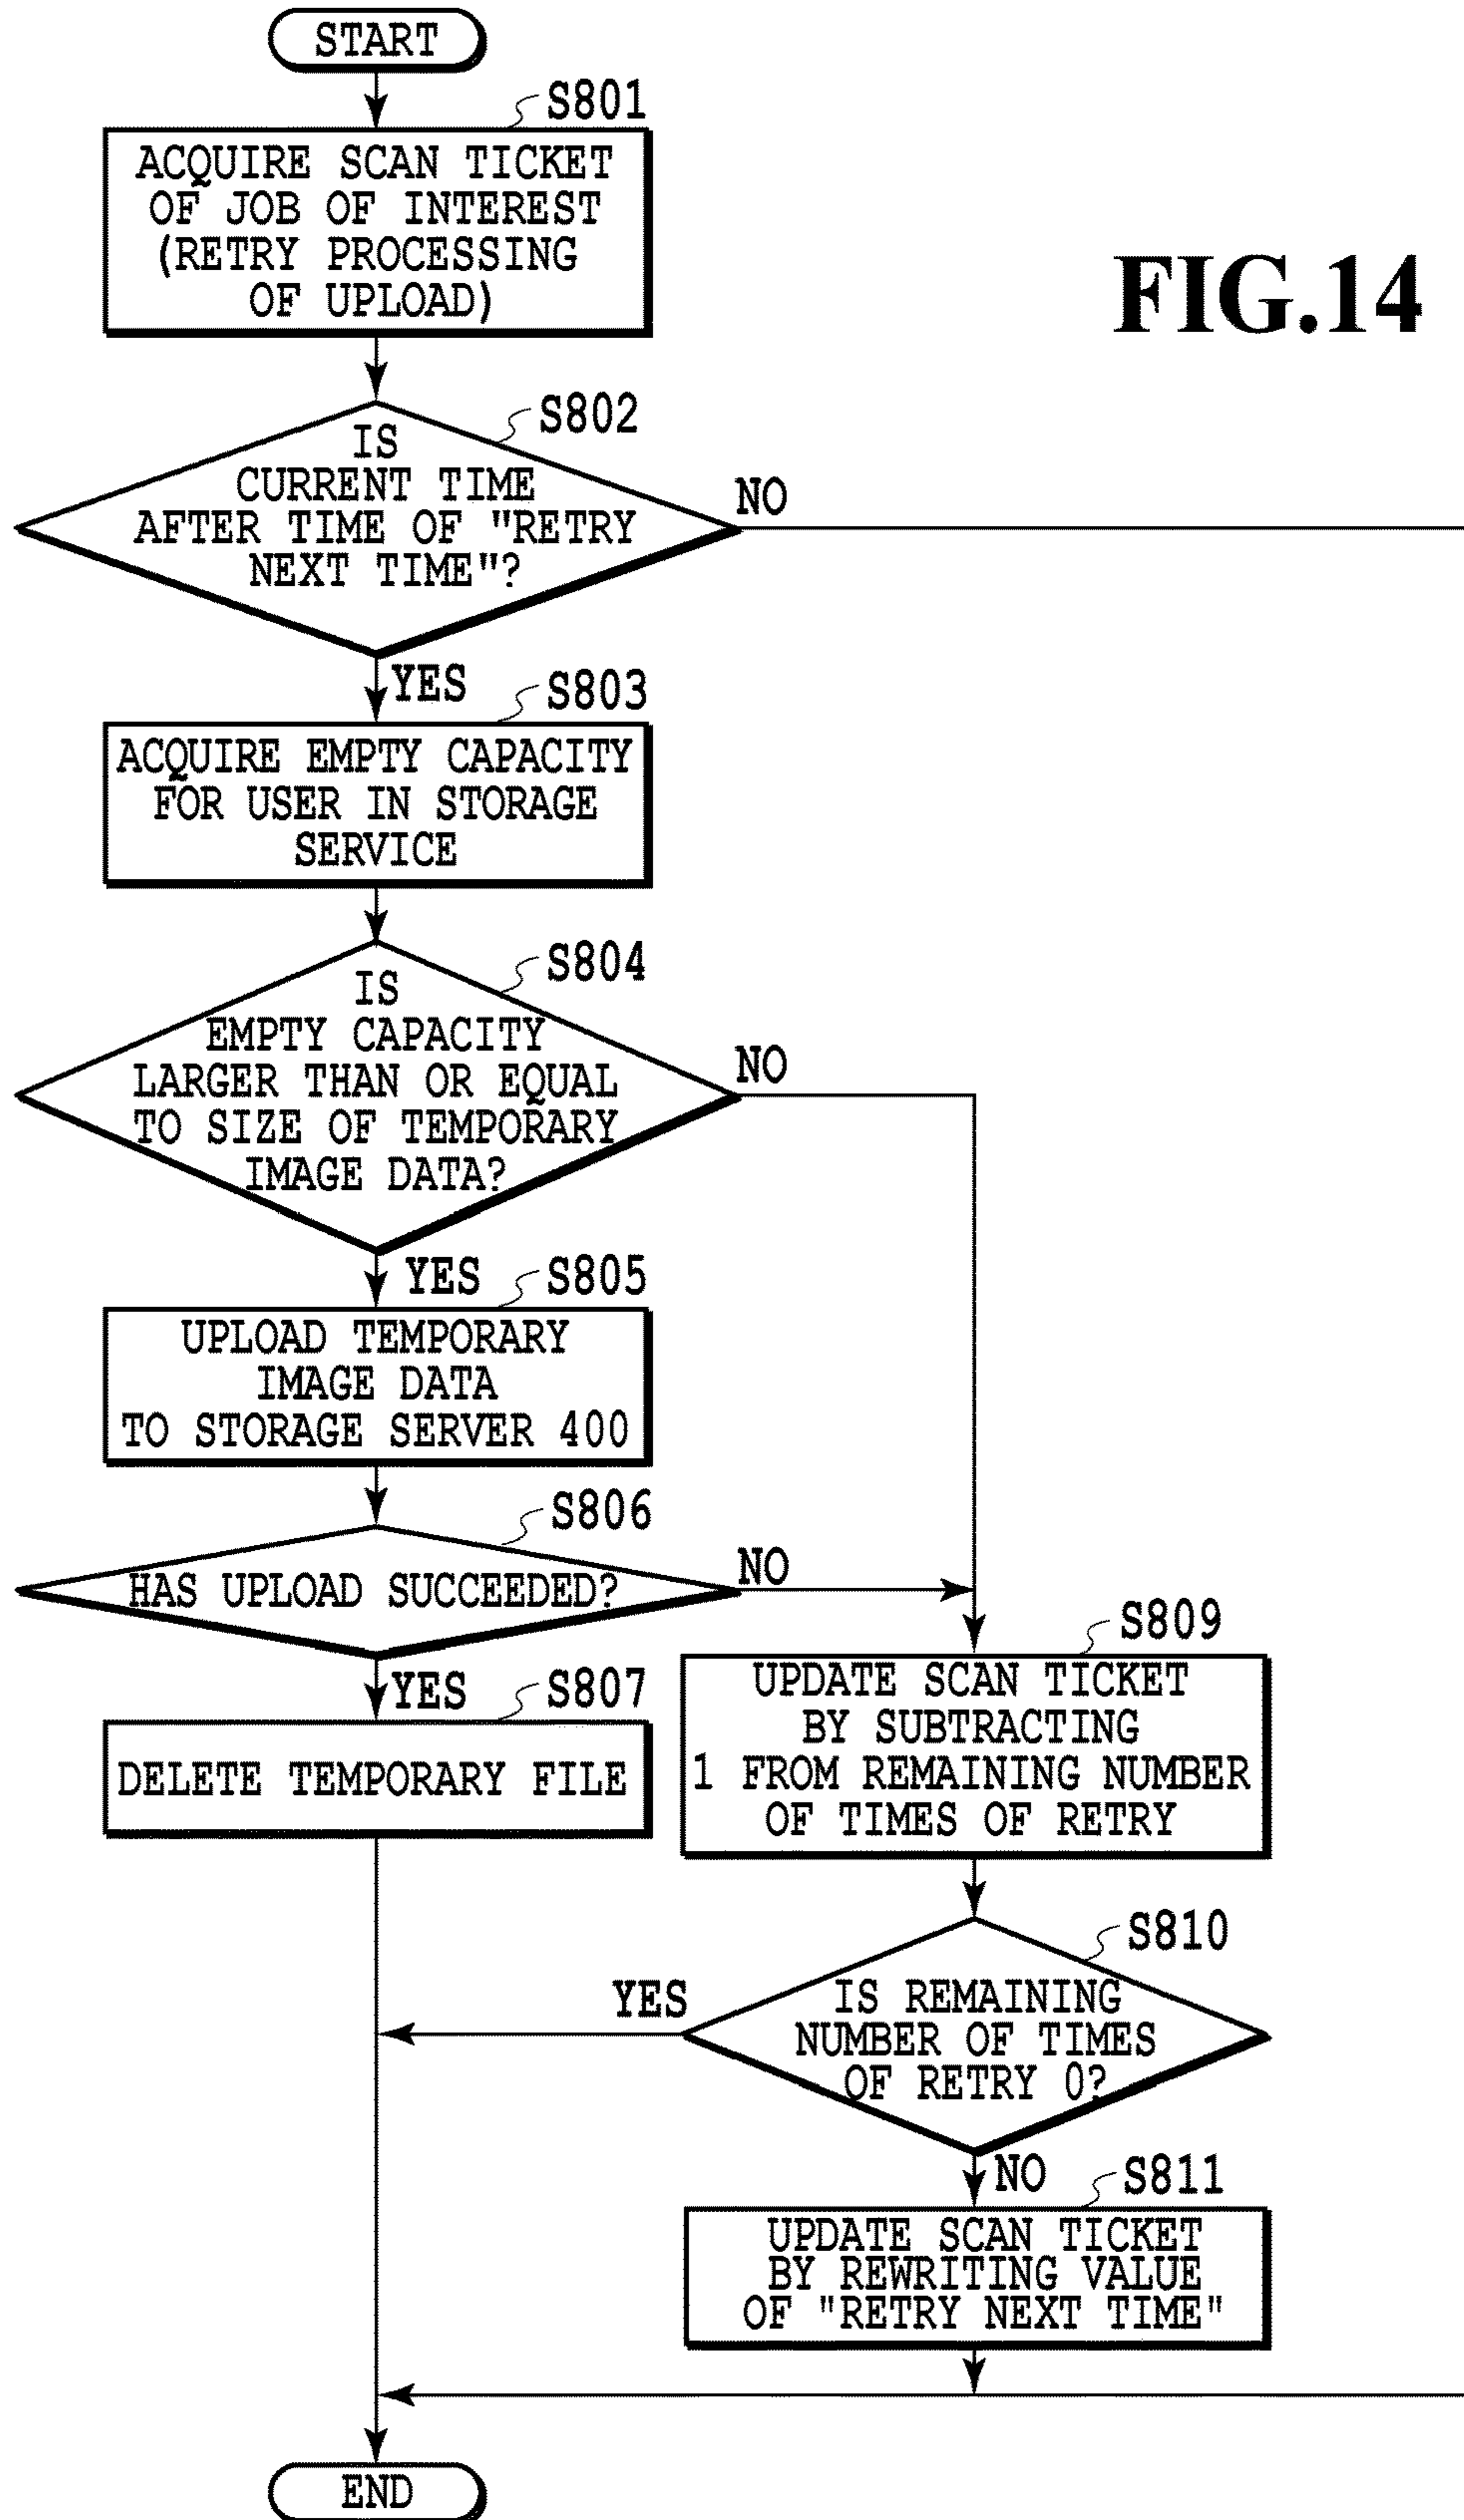 START
S801
ACQUIRE SCAN TICKET
OF JOB OF INTEREST
(RETRY PROCESSING
OF UPLOAD)
FIG.14
S802
IS
CURRENT TIME
AFTER TIME OF "RETRY
NEXT TIME"?
NO
YES
S803
ACQUIRE EMPTY CAPACITY
FOR USER IN STORAGE
SERVICE
S804
IS
EMPTY CAPACITY
LARGER THAN OR EQUAL
TO SIZE OF TEMPORARY
IMAGE DATA?
NO
YES
S805
UPLOAD TEMPORARY
IMAGE DATA
TO STORAGE SERVER 400
S806
HAS UPLOAD SUCCEEDED?
NO
YES
S807
DELETE TEMPORARY FILE
S809
UPDATE SCAN TICKET
BY SUBTRACTING
1 FROM REMAINING NUMBER
OF TIMES OF RETRY
S810
IS REMAINING
NUMBER OF TIMES
OF RETRY 0?
YES
NO
S811
UPDATE SCAN TICKET
BY REWRITING VALUE
OF "RETRY NEXT TIME"
END